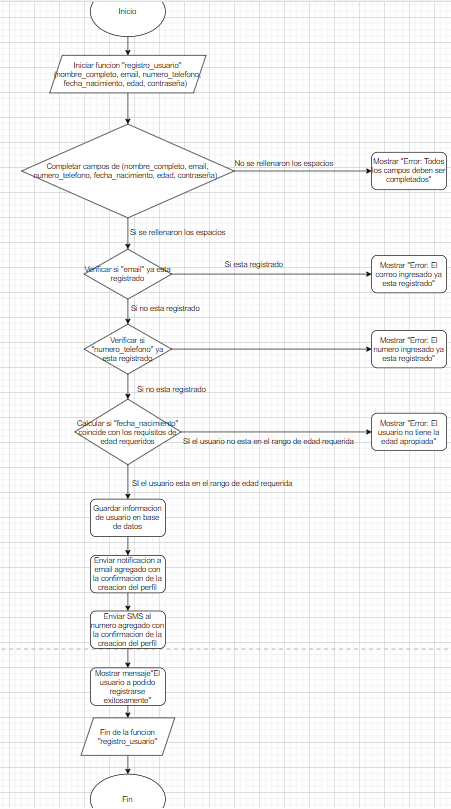 Inicio
Iniciar funcion "registro_usuario"
(nombre_completo, email, numero_telefono,
fecha_nacimiento, edad, contraseña)
Completar campos de (nombre_completo, email,
numero_telefono, fecha_nacimiento, edad, contraseña)
No se rellenaron los espacios
Mostrar "Error: Todos
los campos deben ser
completados"
Si se rellenaron los espacios
Verificar si "email" ya esta
registrado
Si esta registrado
Mostrar "Error: El
correo ingresado ya
esta registrado"
Si no esta registrado
Verificar si
"numero_telefono" ya
esta registrado
Mostrar "Error: El
numero ingresado ya
esta registrado"
Si no esta registrado
Calcular si "fecha_nacimiento"
coincide con los requisitos de
edad requeridos
SI el usuario no esta en el rango de edad requerida
Mostrar "Error: El
usuario no tiene la
edad apropiada"
SI el usuario esta en el rango de edad requerida
Guardar informacion
de usuario en base
de datos
Enviar notificacion a
email agregado con
la confirmacion de la
creacion del perfil
Enviar SMS al
numero agregado con
la confirmacion de la
creacion del perfil
Mostrar mensaje"El
usuario a podido
registrarse
exitosamente"
Fin de la funcion
"registro_usuario"
Fin